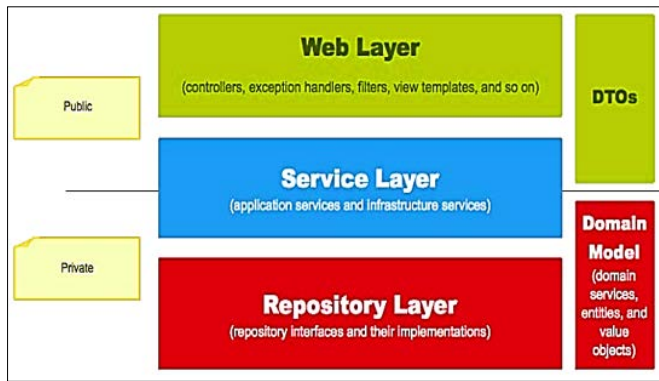 Web Layer
(controllers, exception handlers, filters, view templates, and so on)
DTOs
Public
Service Layer
(application services and infrastructure services)
Private
Repository Layer
(repository interfaces and their implementations)
Domain
Model
(domain
services,
entities, and
value
objects)